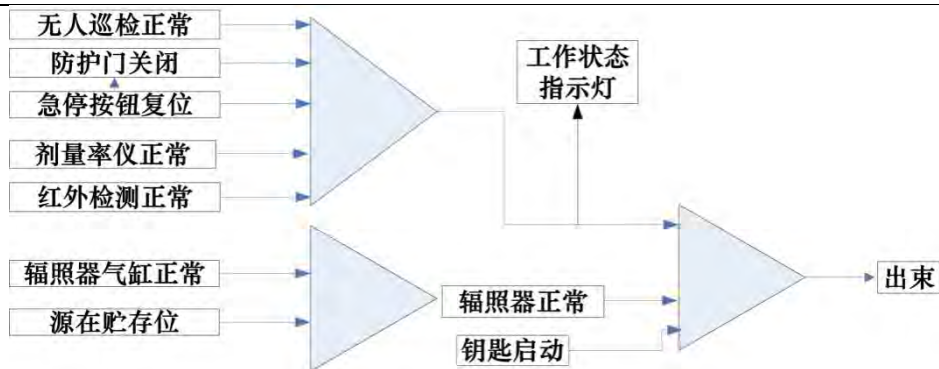 无人巡检正常
防护门关闭
急停按钮复位
剂量率仪正常
红外检测正常
工作状态
指示灯
辐照器气缸正常
源在贮存位
辐照器正常
钥匙启动
出束